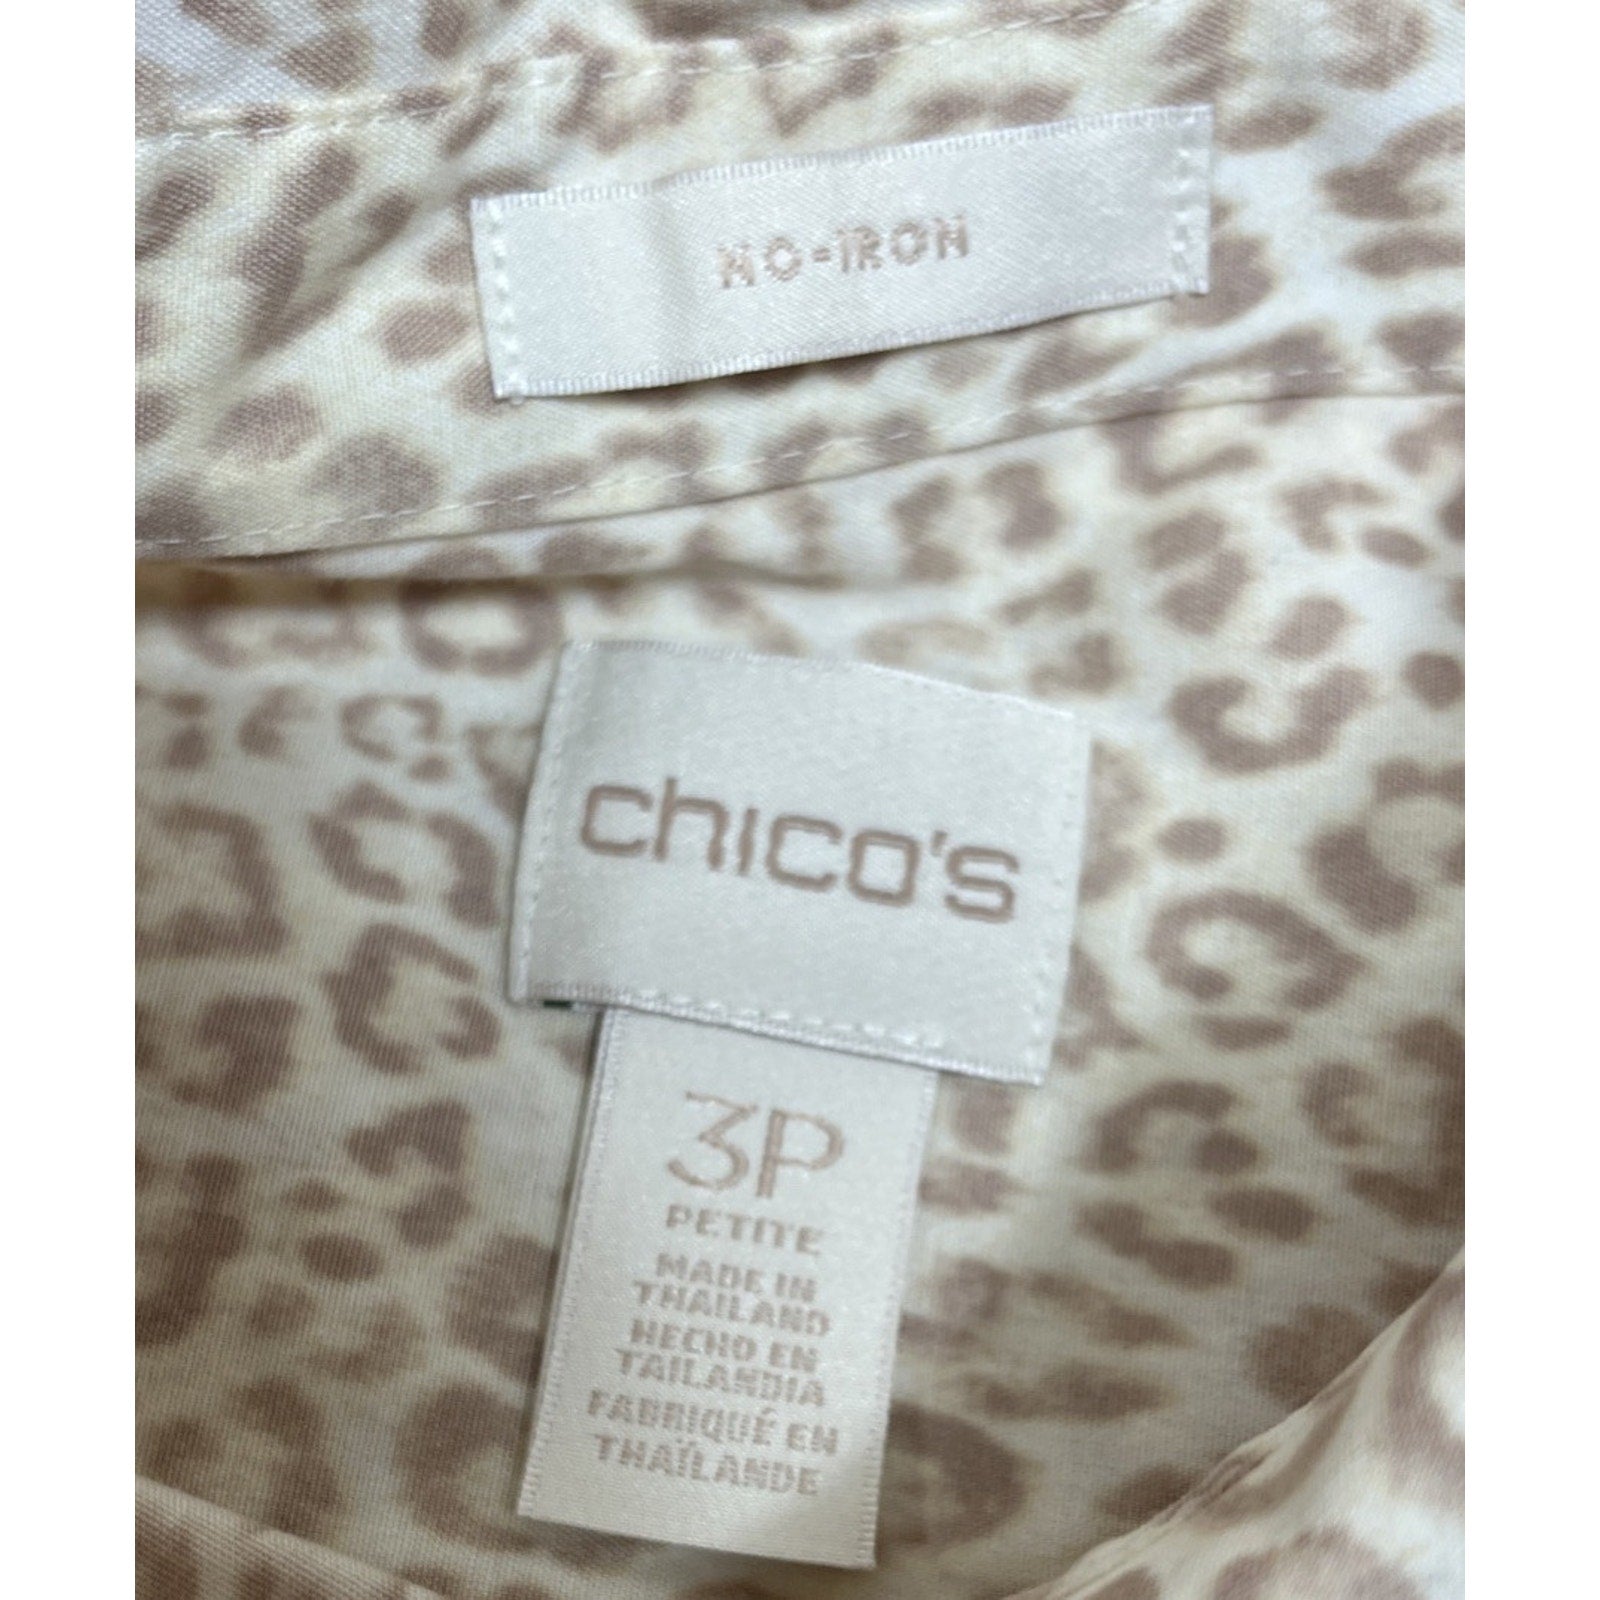 NO-IRON
chico's
3P
PETITE
MADE IN
THAILAND
HECHO EN
TAILANDIA
FABRIQUÉ EN
THAÏLANDE